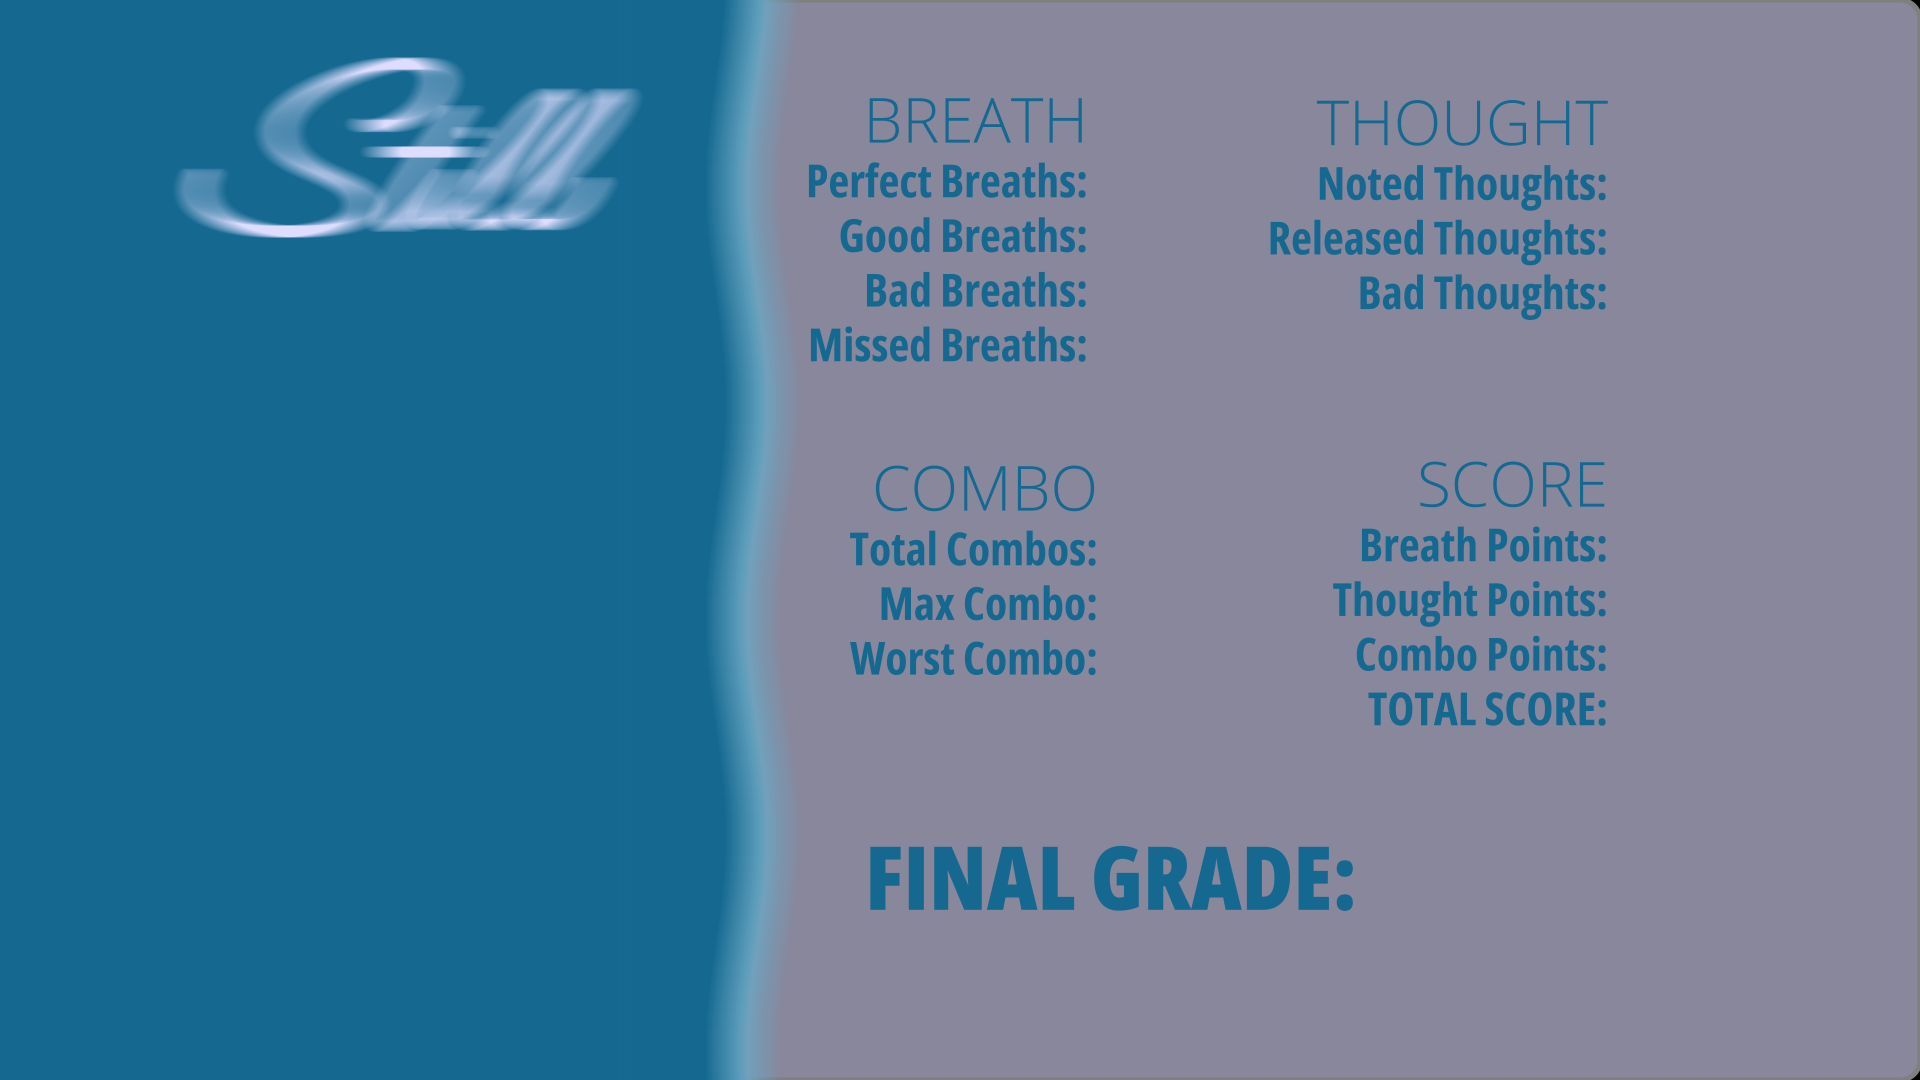 Still
BREATH
Perfect Breaths:
Good Breaths:
Bad Breaths:
Missed Breaths:
THOUGHT
Noted Thoughts:
Released Thoughts:
Bad Thoughts:
COMBO
Total Combos:
Max Combo:
Worst Combo:
SCORE
Breath Points:
Thought Points:
Combo Points:
TOTAL SCORE:
FINAL GRADE: